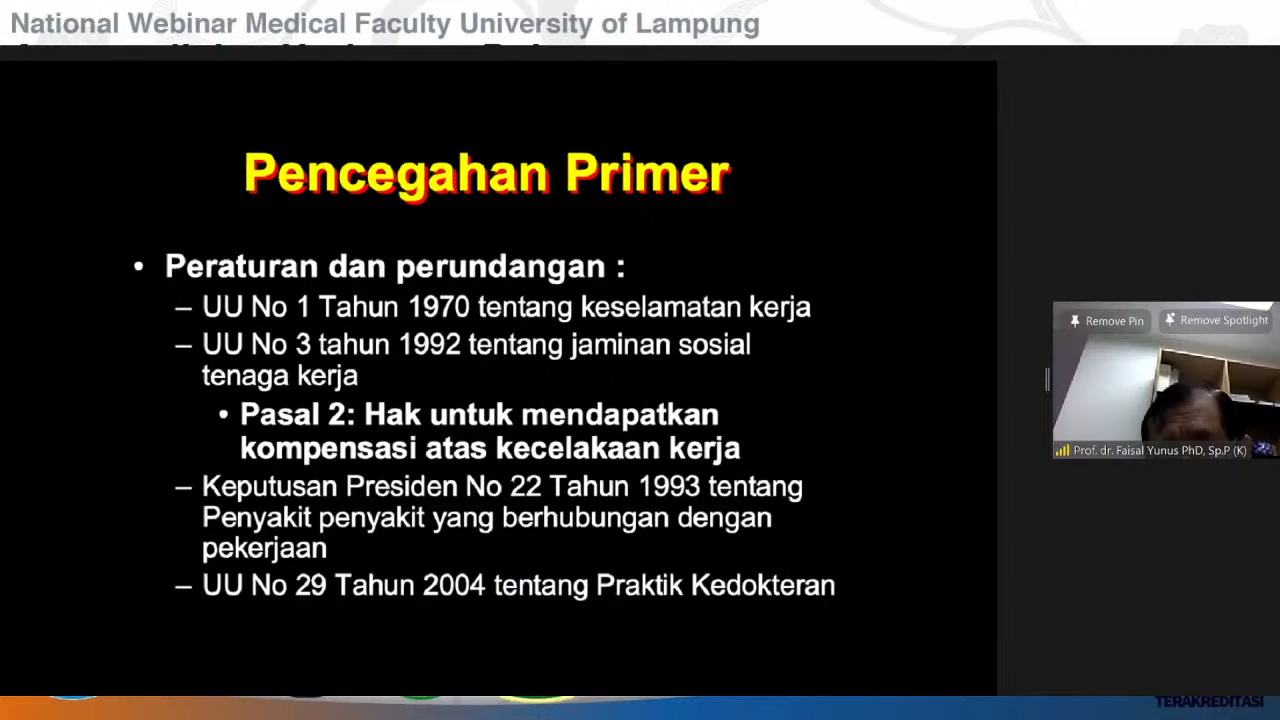 National Webinar Medical Faculty University of Lampung
Pencegahan Primer
• Peraturan dan perundangan :
– UU No 1 Tahun 1970 tentang keselamatan kerja
– UU No 3 tahun 1992 tentang jaminan sosial
tenaga kerja
• Pasal 2: Hak untuk mendapatkan
kompensasi atas kecelakaan kerja
– Keputusan Presiden No 22 Tahun 1993 tentang
Penyakit penyakit yang berhubungan dengan
pekerjaan
– UU No 29 Tahun 2004 tentang Praktik Kedokteran
Remove Pin
Remove Spotlight
Prof. dr. Faisal Yunus PhD, Sp.P (K)
TERAKREDITASI